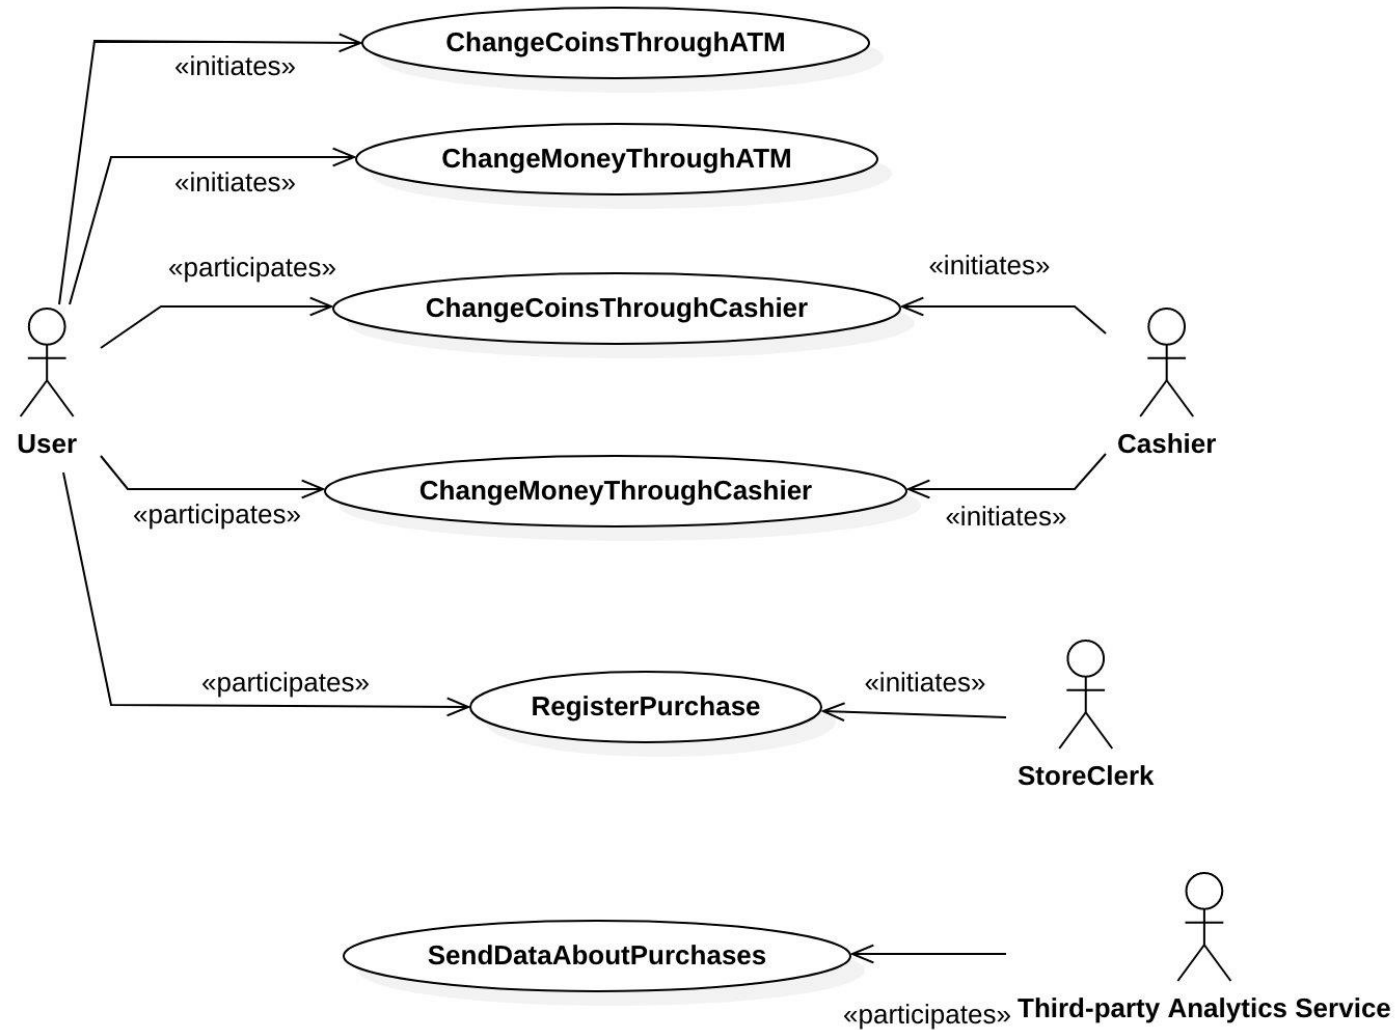 ChangeCoinsThroughATM
«initiates»
ChangeMoneyThroughATM
«initiates»
«participates»
«initiates»
ChangeCoinsThroughCashier
User
Cashier
ChangeMoneyThroughCashier
«participates»
«initiates»
«participates»
«initiates»
RegisterPurchase
StoreClerk
SendDataAboutPurchases
«participates»
Third-party Analytics Service